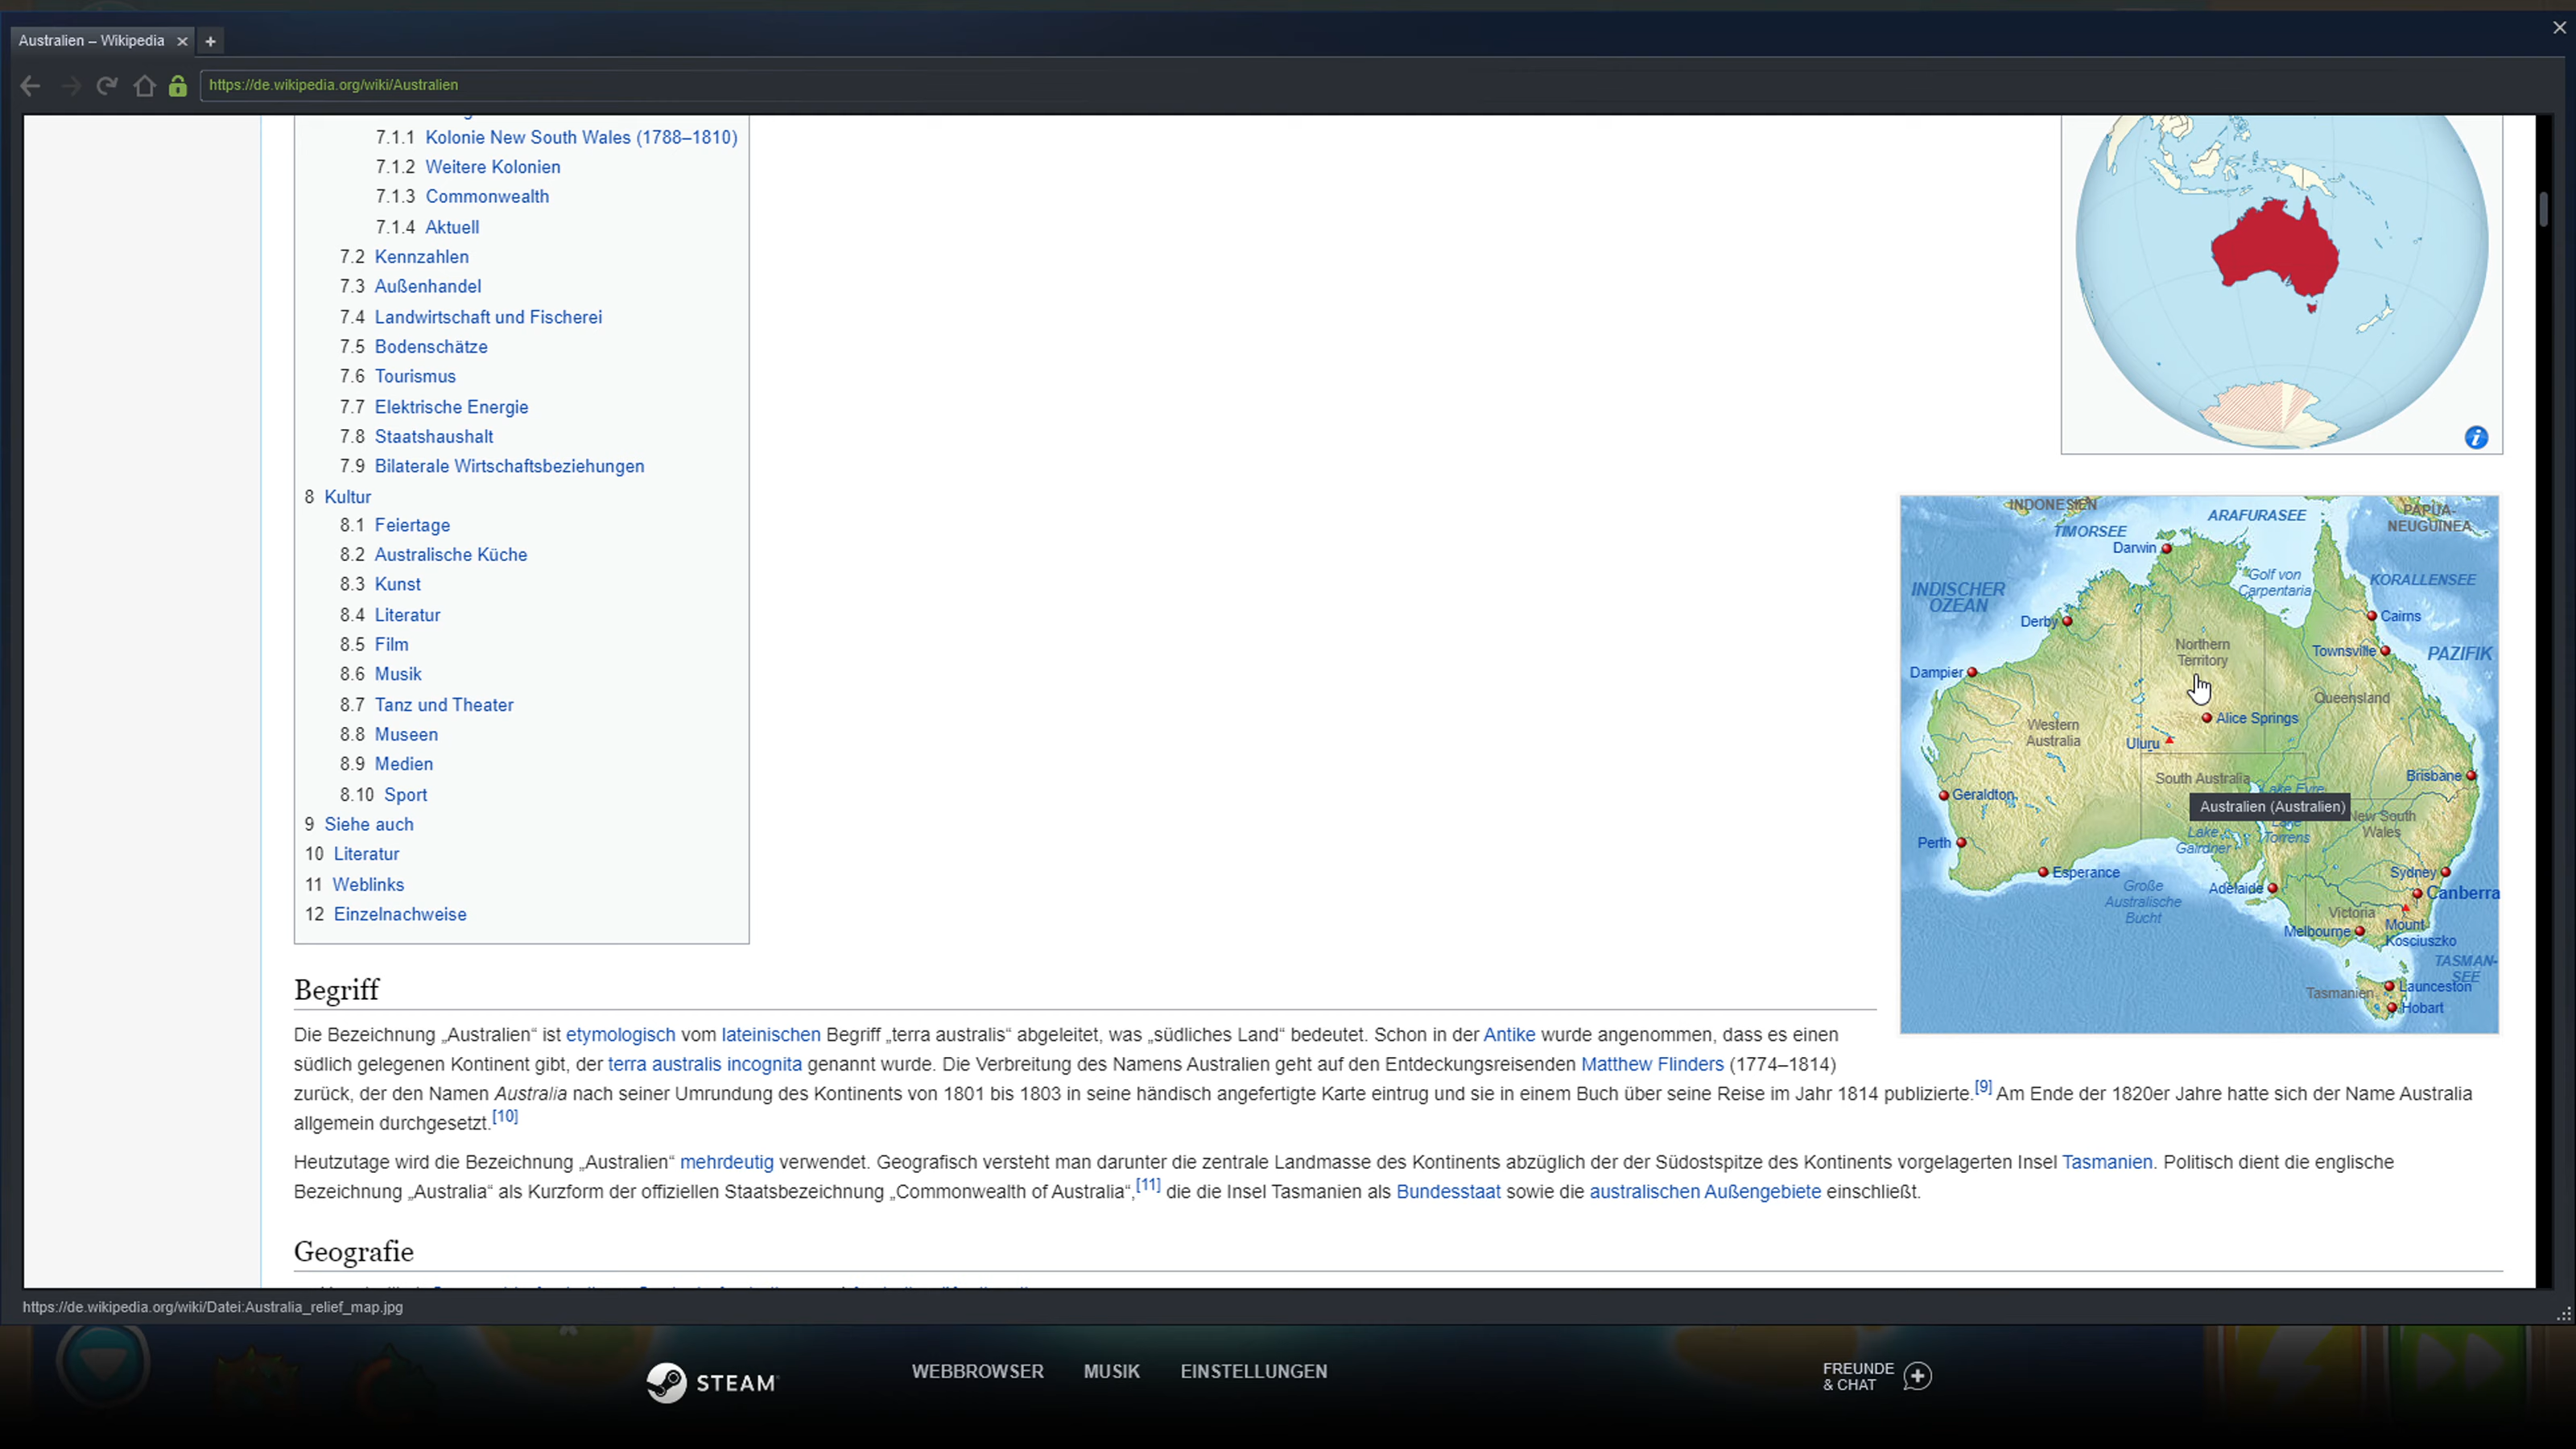 Australien – Wikipedia
https://de.wikipedia.org/wiki/Australien
7.1.1 Kolonie New South Wales (1788–1810)
7.1.2 Weitere Kolonien
7.1.3 Commonwealth
7.1.4 Aktuell
7.2 Kennzahlen
7.3 Außenhandel
7.4 Landwirtschaft und Fischerei
7.5 Bodenschätze
7.6 Tourismus
7.7 Elektrische Energie
7.8 Staatshaushalt
7.9 Bilaterale Wirtschaftsbeziehungen
8 Kultur
8.1 Feiertage
8.2 Australische Küche
8.3 Kunst
8.4 Literatur
8.5 Film
8.6 Musik
8.7 Tanz und Theater
8.8 Museen
8.9 Medien
8.10 Sport
9 Siehe auch
10 Literatur
11 Weblinks
12 Einzelnachweise
INDONESIEN
ARAFURASEE
PAPUA-
NEUGUINEA
TIMORSEE
Darwin
Golf von
Carpentaria
KORALLENSEE
INDISCHER
OZEAN
Derby
Cairns
Northern
Territory
Townsville
PAZIFIK
Dampier
Queensland
Western
Australia
Alice Springs
Uluru
South Australia
Brisbane
Lake Eyre
Geraldton
Australien (Australien)
New South
Wales
Lake
Torrens
Lake
Gairdner
Perth
Esperance
Große
Australische
Bucht
Adelaide
Sydney
Canberra
Victoria
Melbourne
Mount
Kosciuszko
TASMAN-
SEE
Tasmanien
Launceston
Hobart
Begriff
Die Bezeichnung „Australien“ ist etymologisch vom lateinischen Begriff „terra australis“ abgeleitet, was „südliches Land“ bedeutet. Schon in der Antike wurde angenommen, dass es einen
südlich gelegenen Kontinent gibt, der terra australis incognita genannt wurde. Die Verbreitung des Namens Australien geht auf den Entdeckungsreisenden Matthew Flinders (1774–1814)
zurück, der den Namen Australia nach seiner Umrundung des Kontinents von 1801 bis 1803 in seine händisch angefertigte Karte eintrug und sie in einem Buch über seine Reise im Jahr 1814 publizierte.[9] Am Ende der 1820er Jahre hatte sich der Name Australia
allgemein durchgesetzt.[10]
Heutzutage wird die Bezeichnung „Australien“ mehrdeutig verwendet. Geografisch versteht man darunter die zentrale Landmasse des Kontinents abzüglich der der Südostspitze des Kontinents vorgelagerten Insel Tasmanien. Politisch dient die englische
Bezeichnung „Australia“ als Kurzform der offiziellen Staatsbezeichnung „Commonwealth of Australia“,[11] die die Insel Tasmanien als Bundesstaat sowie die australischen Außengebiete einschließt.
Geografie
https://de.wikipedia.org/wiki/Datei:Australia_relief_map.jpg
STEAM
WEBBROWSER
MUSIK
EINSTELLUNGEN
FREUNDE
& CHAT